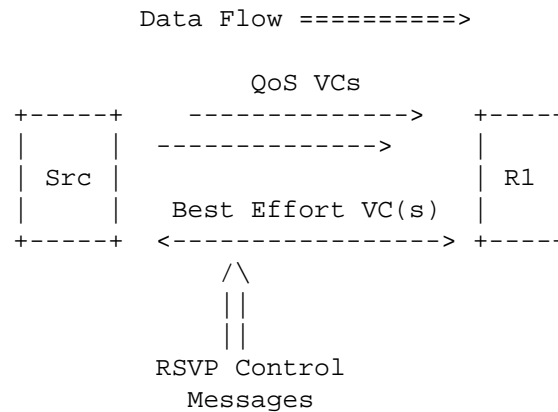 Data Flow ==========>
QoS VCs
+-----+ --------------> +-----
| | --------------> |
| Src | | R1
| | Best Effort VC(s) |
+-----+ <-----------------> +-----
/\
||
||
RSVP Control
Messages